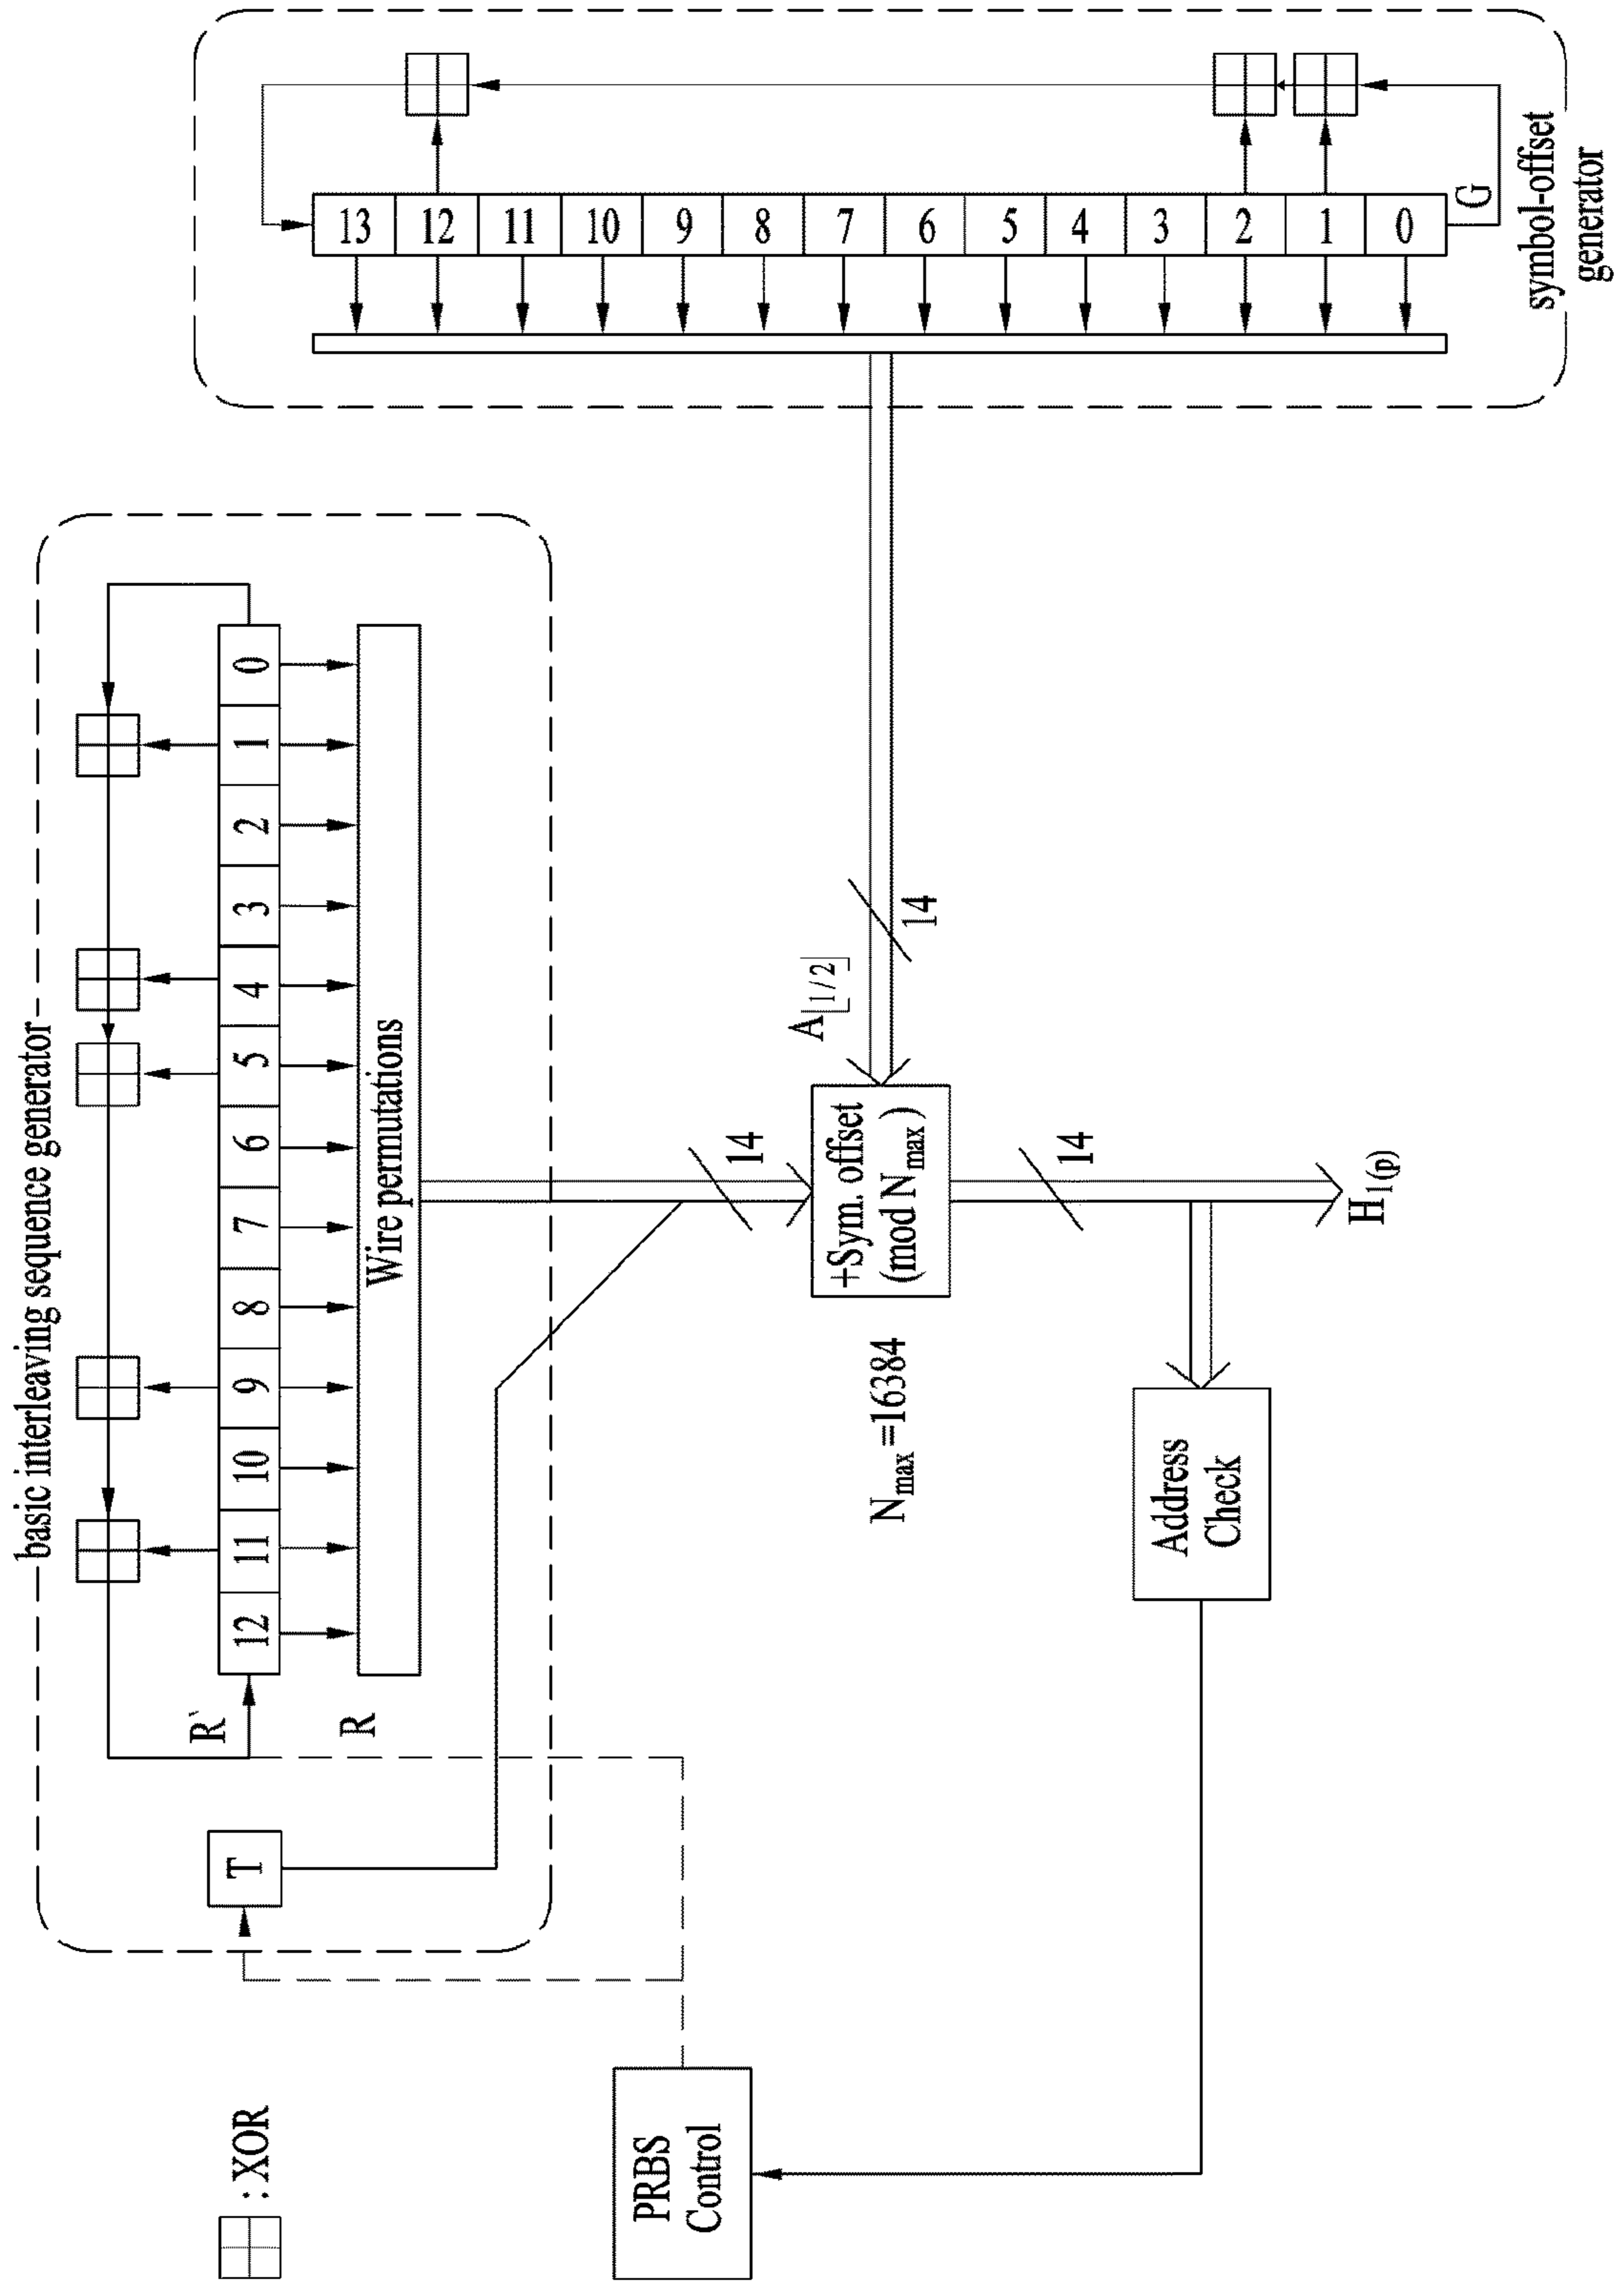 basic interleaving sequence generator
T
R`
12 11 10 9 8 7 6 5 4 3 2 1 0
R
Wire permutations
14
PRBS
Control
+Sym. offset
(mod Nmax)
Nmax=16384
A⌊1/2⌋
14
14
Address
Check
H1(p)
13
12
11
10
9
8
7
6
5
4
3
2
1
0
G
symbol-offset
generator
: XOR